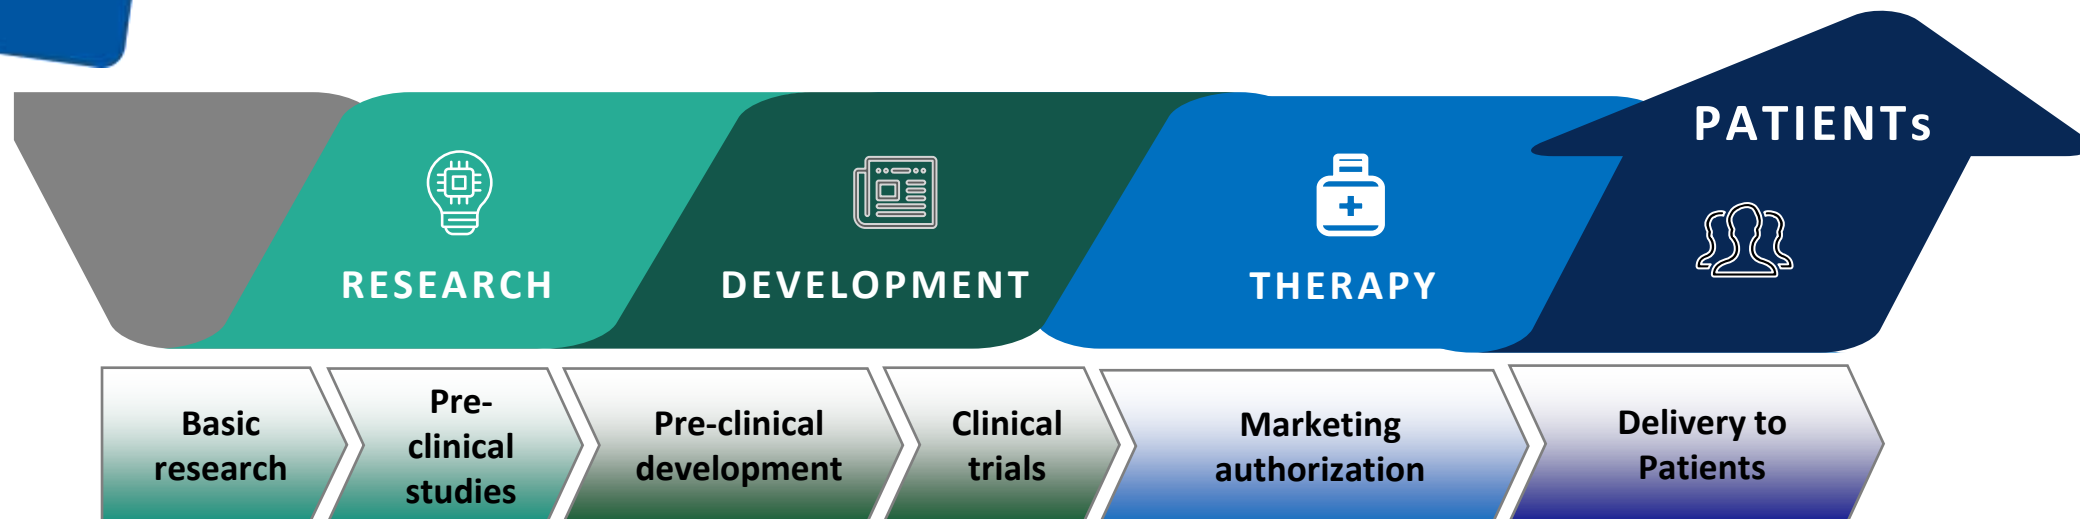 PATIENTs
RESEARCH
DEVELOPMENT
THERAPY
Basic
research
Pre-
clinical
studies
Pre-clinical
development
Clinical
trials
Marketing
authorization
Delivery to
Patients